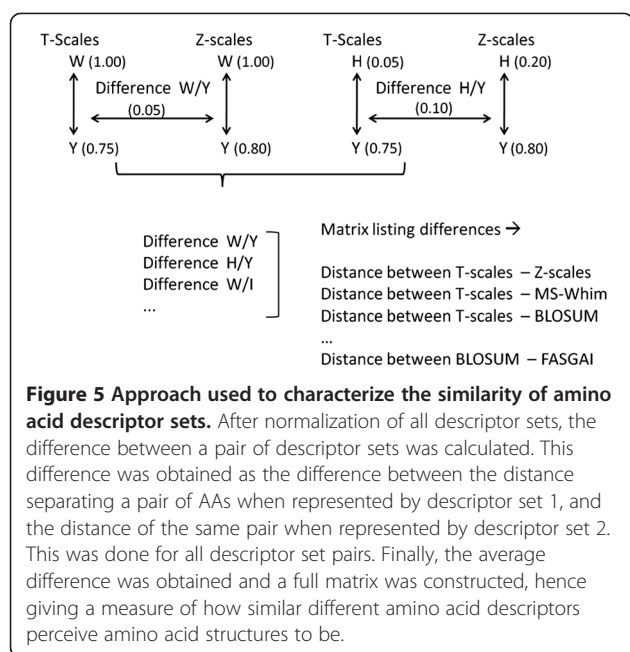 T-Scales Z-scales T-Scales Z-scales
W (1.00) W (1.00) H (0.05) H (0.20)
Difference W/Y Difference H/Y
(0.05) (0.10)
Y (0.75) Y (0.80) Y (0.75) Y (0.80)
Difference W/Y
Difference H/Y
Difference W/I
...
Matrix listing differences →
Distance between T-scales – Z-scales
Distance between T-scales – MS-Whim
Distance between T-scales – BLOSUM
...
Distance between BLOSUM – FASGAI
Figure 5 Approach used to characterize the similarity of amino
acid descriptor sets. After normalization of all descriptor sets, the
difference between a pair of descriptor sets was calculated. This
difference was obtained as the difference between the distance
separating a pair of AAs when represented by descriptor set 1, and
the distance of the same pair when represented by descriptor set 2.
This was done for all descriptor set pairs. Finally, the average
difference was obtained and a full matrix was constructed, hence
giving a measure of how similar different amino acid descriptors
perceive amino acid structures to be.